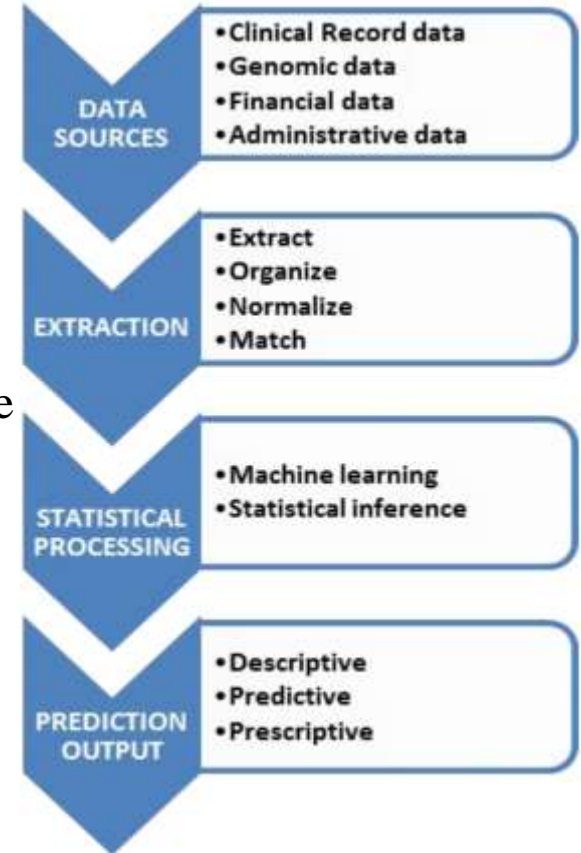 DATA
SOURCES
•Clinical Record data
•Genomic data
•Financial data
•Administrative data
EXTRACTION
•Extract
•Organize
•Normalize
•Match
e
STATISTICAL
PROCESSING
•Machine learning
•Statistical inference
PREDICTION
OUTPUT
•Descriptive
•Predictive
•Prescriptive